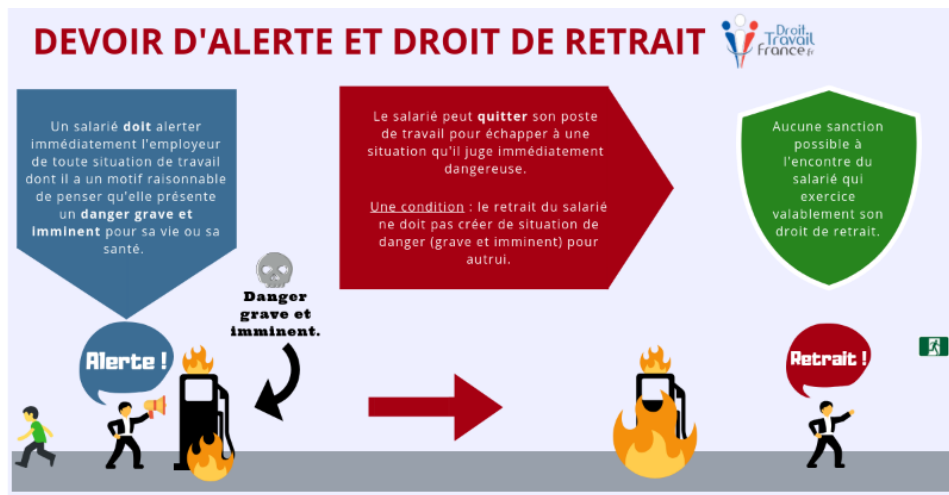 DEVOIR D'ALERTE ET DROIT DE RETRAIT
Droit
Travail
France.fr
Un salarié doit alerter
immédiatement l'employeur
de toute situation de travail
dont il a un motif raisonnable
de penser qu'elle présente
un danger grave et
imminent pour sa vie ou sa
santé.
Le salarié peut quitter son poste
de travail pour échapper à une
situation qu'il juge immédiatement
dangereuse.
Une condition : le retrait du salarié
ne doit pas créer de situation de
danger (grave et imminent) pour
autrui.
Aucune sanction
possible à
l'encontre du
salarié qui
exercice
valablement son
droit de retrait.
Danger
grave et
imminent.
Alerte !
Retrait !